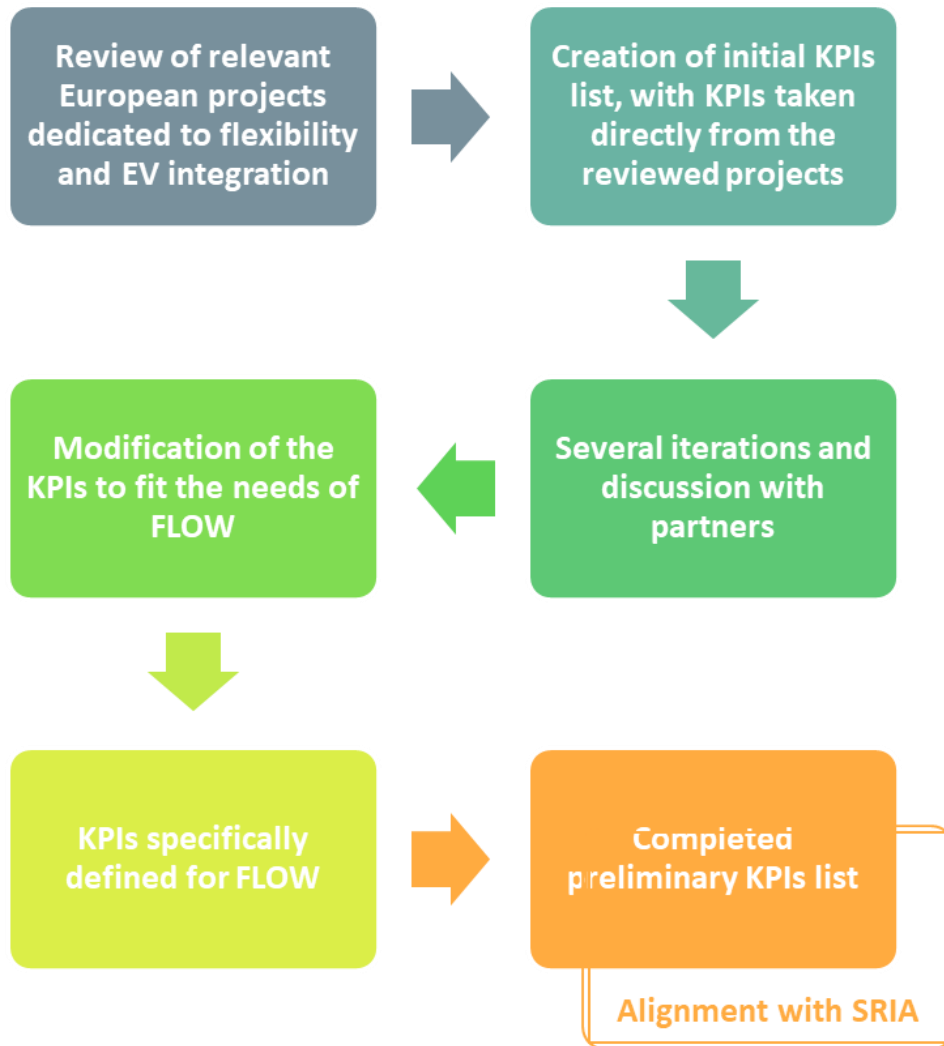 Review of relevant
European projects
dedicated to flexibility
and EV integration
Creation of initial KPIs
list, with KPIs taken
directly from the
reviewed projects
Several iterations and
discussion with
partners
Modification of the
KPIs to fit the needs of
FLOW
KPIs specifically
defined for FLOW
Completed
preliminary KPIs list
Alignment with SRIA